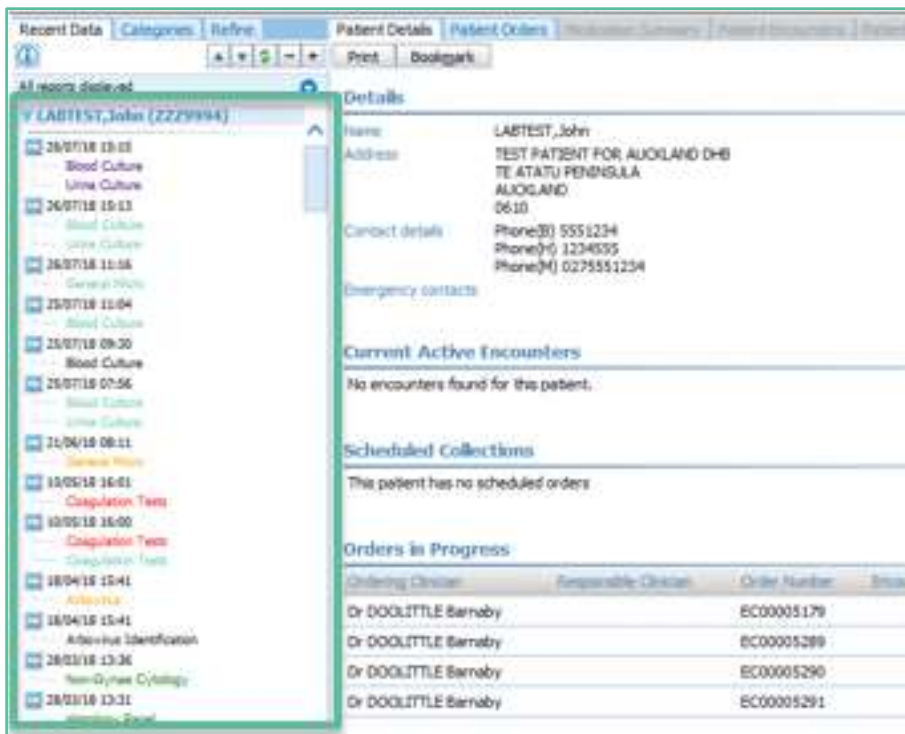 Recent Data Categories Refine
All reports displayed
LABTEST, John (ZZZ9994)
26/07/18 15:15
Blood Culture
Urine Culture
26/07/18 15:13
Blood Culture
Urine Culture
26/07/18 11:16
General Micro
25/07/18 11:04
Blood Culture
25/07/18 09:30
Blood Culture
25/07/18 07:56
Blood Culture
Urine Culture
21/06/18 08:11
General Micro
10/05/18 16:01
Coagulation Tests
10/05/18 16:00
Coagulation Tests
Coagulation Tests
18/04/18 15:41
Arbovirus
18/04/18 15:41
Arbovirus Identification
28/03/18 13:36
Non-Gynae Cytology
28/03/18 13:31
Patient Details Patient Orders Medication Summary Patient Encounters
Print Bookmark
Details
Name LABTEST, John
Address TEST PATIENT FOR AUCKLAND DHB
TE ATATU PENINSULA
AUCKLAND
0610
Contact details Phone(B) 5551234
Phone(H) 1234555
Phone(M) 0275551234
Emergency contacts
Current Active Encounters
No encounters found for this patient.
Scheduled Collections
This patient has no scheduled orders
Orders in Progress
Ordering Clinician Responsible Clinician Order Number
Dr DOOLITTLE Barnaby EC00005179
Dr DOOLITTLE Barnaby EC00005289
Dr DOOLITTLE Barnaby EC00005290
Dr DOOLITTLE Barnaby EC00005291